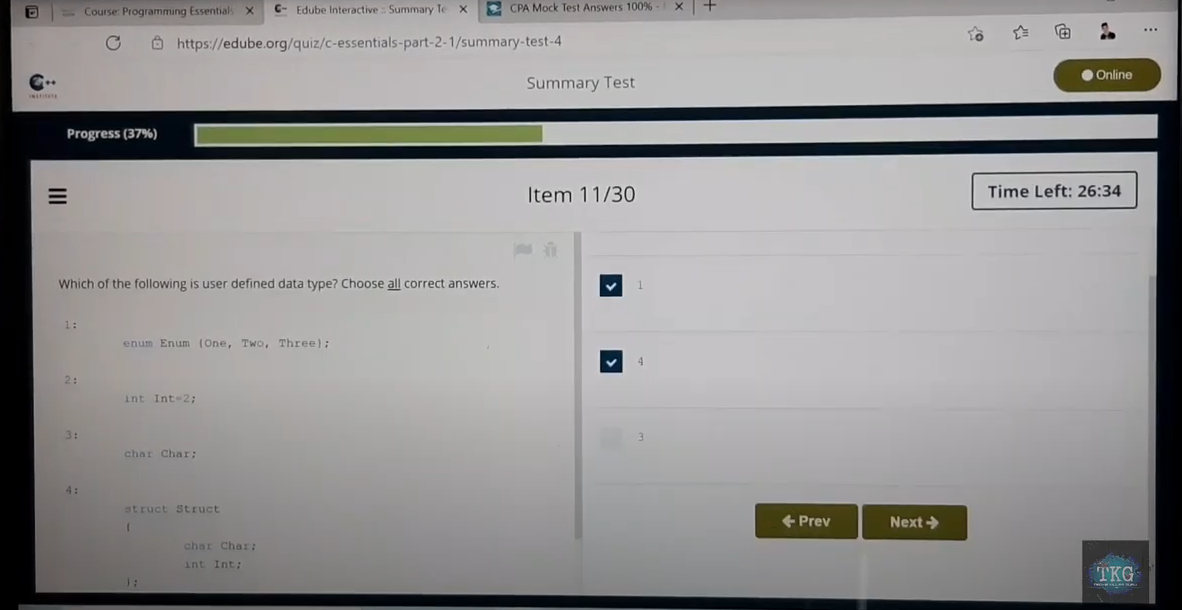 Course: Programming Essentials
Edube Interactive :: Summary Te
CPA Mock Test Answers 100% -
https://edube.org/quiz/c-essentials-part-2-1/summary-test-4
C++
INSTITUTE
Summary Test
Online
Progress (37%)
Item 11/30
Time Left: 26:34
Which of the following is user defined data type? Choose all correct answers.
1:
enum Enum {One, Two, Three};
2:
int Int=2;
3:
char Char;
4:
struct Struct
{
char Char;
int Int;
};
1
4
3
← Prev
Next →
TKG